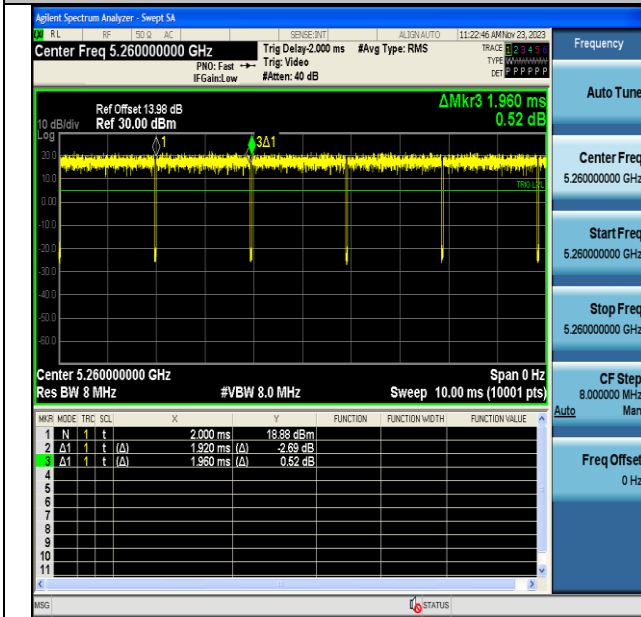 Agilent Spectrum Analyzer - Swept SA
RL RF 50 Ω AC SENSE:INT ALIGN AUTO 11:22:46 AM Nov 23, 2023
Center Freq 5.260000000 GHz
PNO: Fast
IFGain:Low
Trig Delay-2.000 ms
Trig: Video
#Atten: 40 dB
#Avg Type: RMS
TRACE 1 2 3 4 5 6
TYPE WWWWWW
DET P P P P P P
Ref Offset 13.98 dB
Ref 30.00 dBm
10 dB/div
Log
ΔMkr3 1.960 ms
0.52 dB
1
3Δ1
20.0
10.0
TRIG LVL
0.00
-10.0
-20.0
-30.0
-40.0
-50.0
-60.0
Center 5.260000000 GHz Span 0 Hz
Res BW 8 MHz #VBW 8.0 MHz Sweep 10.00 ms (10001 pts)
MKR MODE TRC SCL X Y FUNCTION FUNCTION WIDTH FUNCTION VALUE
1 N 1 t 2.000 ms 18.88 dBm
2 Δ1 1 t (Δ) 1.920 ms (Δ) -2.69 dB
3 Δ1 1 t (Δ) 1.960 ms (Δ) 0.52 dB
4
5
6
7
8
9
10
11
MSG STATUS
Frequency
Auto Tune
Center Freq
5.260000000 GHz
Start Freq
5.260000000 GHz
Stop Freq
5.260000000 GHz
CF Step
8.000000 MHz
Auto Man
Freq Offset
0 Hz